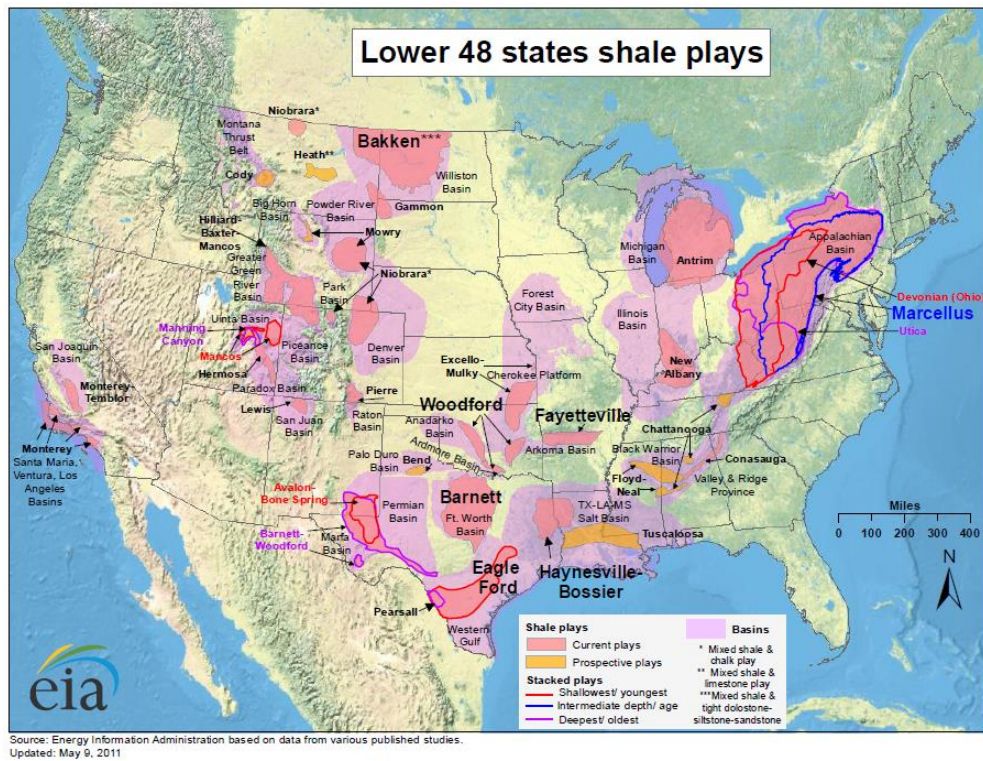 Lower 48 states shale plays
Niobrara*
Montana
Thrust
Belt
Bakken***
Heath**
Cody
Williston
Basin
Big Horn
Basin
Powder River
Basin
Gammon
Hilliard-
Baxter-
Mancos
Mowry
Greater
Green
River
Basin
Niobrara*
Park
Basin
Michigan
Basin
Antrim
Appalachian
Basin
Devonian (Ohio)
Marcellus
Utica
Forest
City Basin
Illinois
Basin
Uinta Basin
Manning
Canyon
Mancos
Piceance
Basin
Denver
Basin
San Joaquin
Basin
Hermosa
Paradox Basin
Excello-
Mulky
Cherokee Platform
New
Albany
Monterey-
Temblor
Pierre
Lewis
San Juan
Basin
Raton
Basin
Woodford
Fayetteville
Anadarko
Basin
Chattanooga
Monterey
Santa Maria,
Ventura, Los
Angeles
Basins
Palo Duro
Basin
Bend
Ardmore Basin
Arkoma Basin
Black Warrior
Basin
Conasauga
Floyd-
Neal
Valley & Ridge
Province
Avalon-
Bone Spring
Permian
Basin
Barnett
Ft. Worth
Basin
TX-LA-MS
Salt Basin
Tuscaloosa
Barnett-
Woodford
Marfa
Basin
Eagle
Ford
Haynesville-
Bossier
Pearsall
Western
Gulf
Miles
0 100 200 300 400
N
Shale plays
Current plays
Prospective plays
Stacked plays
Shallowest/ youngest
Intermediate depth/ age
Deepest/ oldest
Basins
* Mixed shale &
chalk play
** Mixed shale &
limestone play
***Mixed shale &
tight dolostone-
siltstone-sandstone
eia
Source: Energy Information Administration based on data from various published studies.
Updated: May 9, 2011